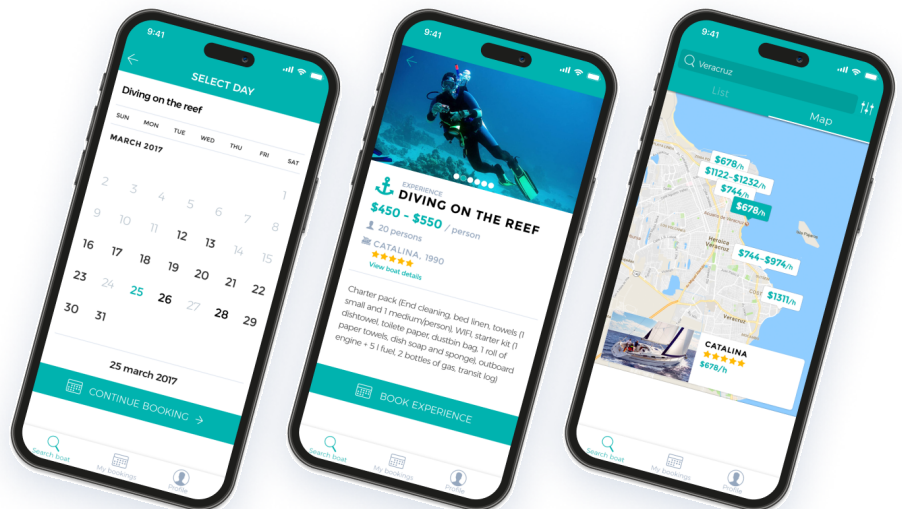 9:41
SELECT DAY
Diving on the reef
SUN MON TUE WED THU FRI SAT
MARCH 2017
1
2 3 4 5 6 7 8
9 10 11 12 13 14 15
16 17 18 19 20 21 22
23 24 25 26 27 28 29
30 31
25 march 2017
CONTINUE BOOKING
Search boat
My bookings
Profile
9:41
EXPERIENCE
DIVING ON THE REEF
$450 - $550 / person
20 persons
CATALINA, 1990
View boat details
Charter pack (End cleaning, bed linen, towels (1
small and 1 medium/person), WIFI, starter kit (1
dishtowel, toilete paper, dustbin bag, 1 roll of
paper towels, dish soap and sponge), outboard
engine + 5 l fuel, 2 bottles of gas, transit log)
BOOK EXPERIENCE
Search boat
My bookings
Profile
9:41
Veracruz
List
Map
$678/h
$1122-$1232/h
$744/h
$678/h
Heroica
Veracruz
$744-$974/h
$1311/h
Veracruz
CATALINA
$678/h
Search boat
My bookings
Profile